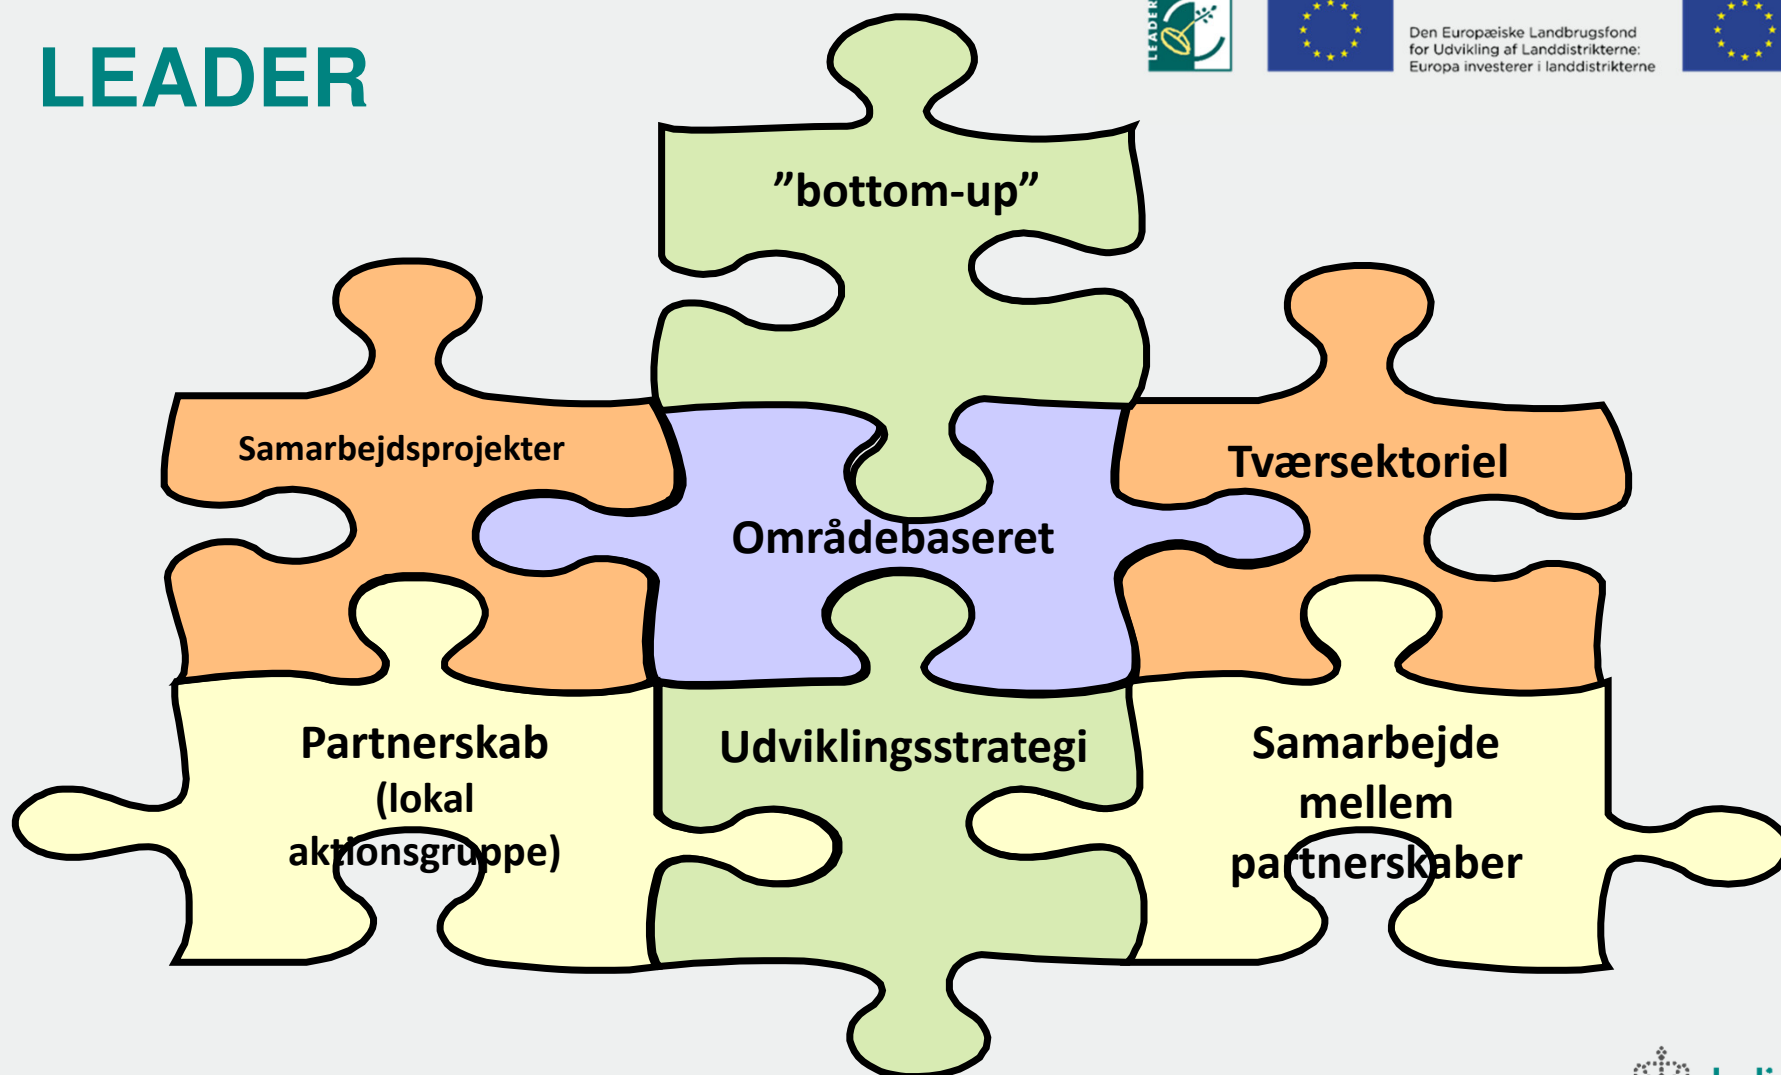 LEADER
LEADER
Den Europæiske Landbrugsfond
for Udvikling af Landdistrikterne:
Europa investerer i landdistrikterne
”bottom-up”
Samarbejdsprojekter
Tværsektoriel
Områdebaseret
Partnerskab
(lokal
aktionsgruppe)
Udviklingsstrategi
Samarbejde
mellem
partnerskaber